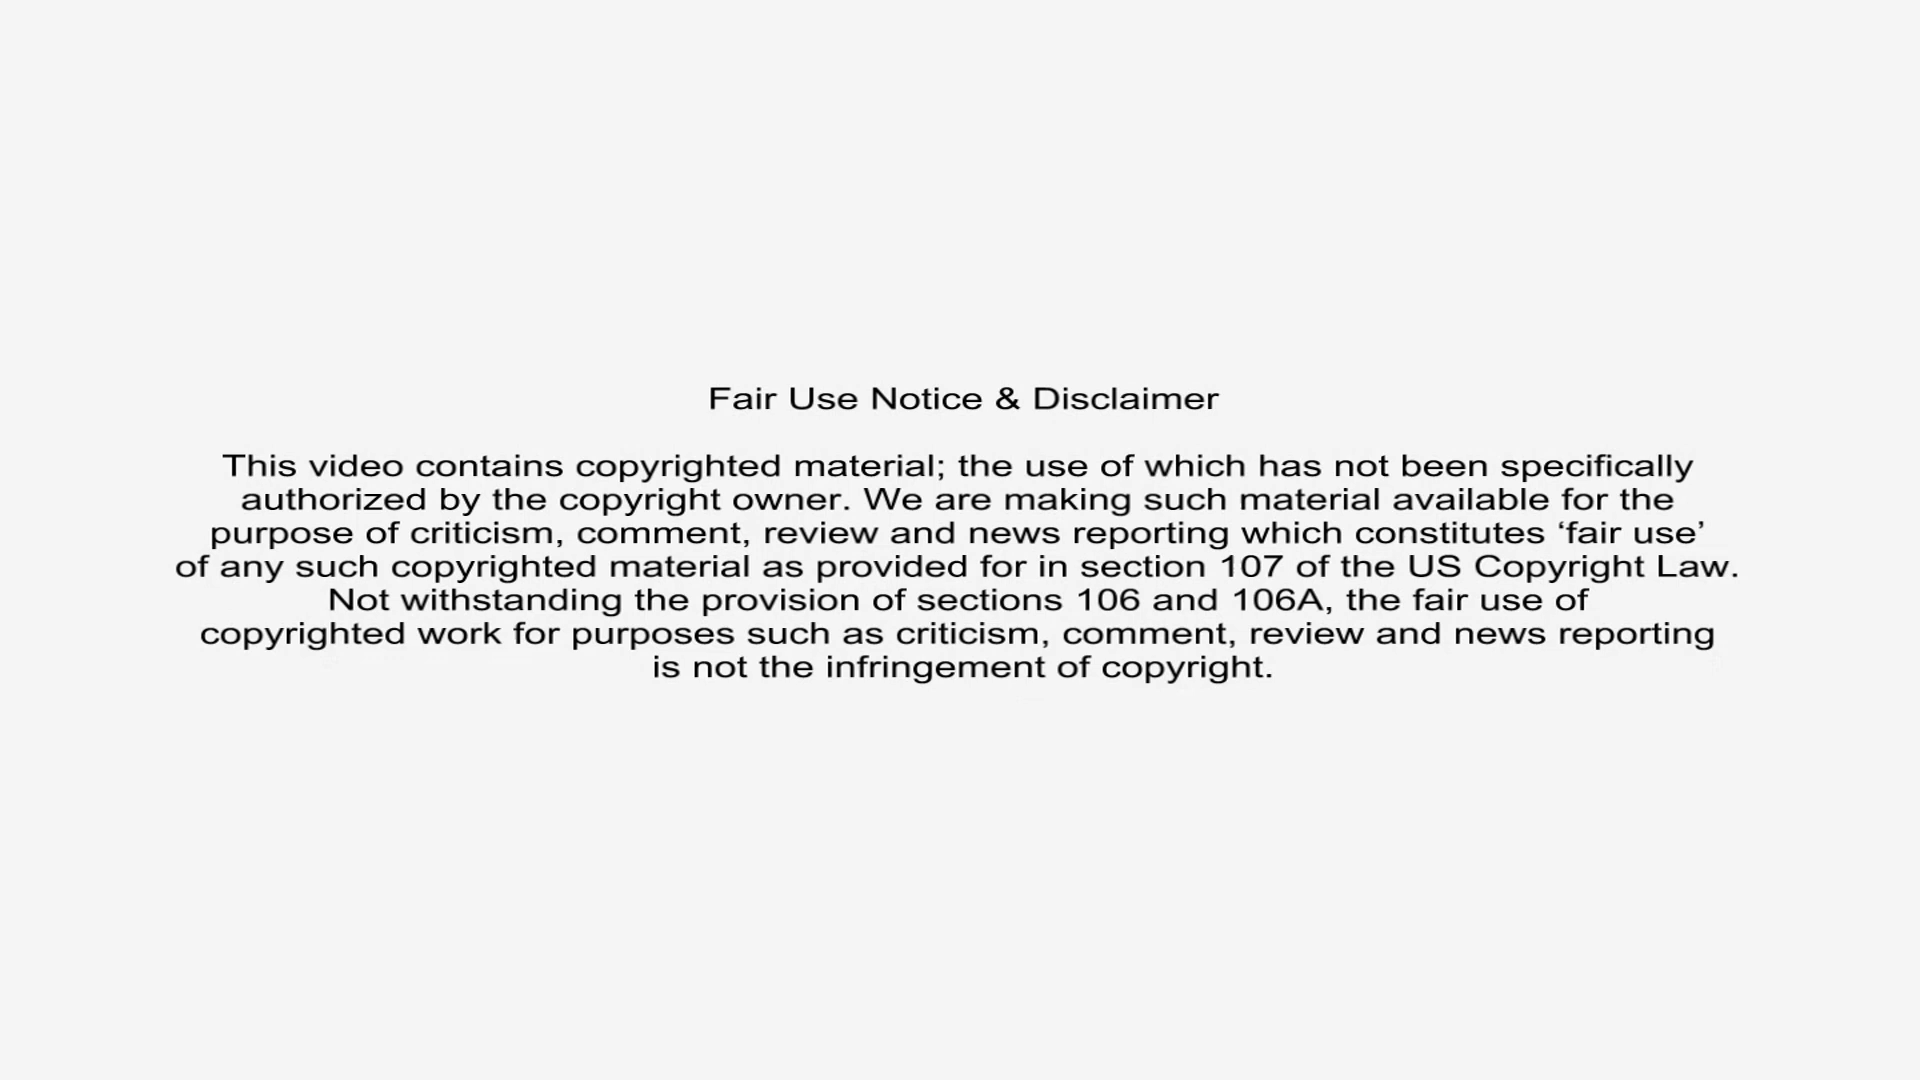 Fair Use Notice & Disclaimer
This video contains copyrighted material; the use of which has not been specifically
authorized by the copyright owner. We are making such material available for the
purpose of criticism, comment, review and news reporting which constitutes ‘fair use’
of any such copyrighted material as provided for in section 107 of the US Copyright Law.
Not withstanding the provision of sections 106 and 106A, the fair use of
copyrighted work for purposes such as criticism, comment, review and news reporting
is not the infringement of copyright.